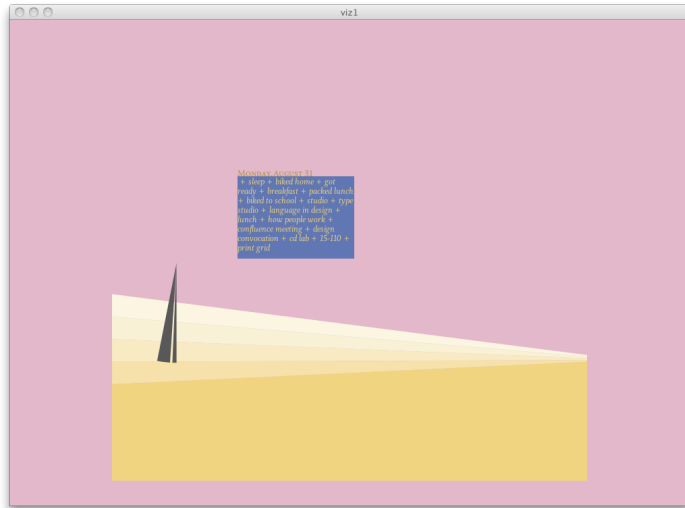 viz1
MONDAY AUGUST 31
+ sleep + biked home + got
ready + breakfast + packed lunch
+ biked to school + studio + type
studio + language in design +
lunch + how people work +
confluence meeting + design
convocation + cd lab + 15-110 +
print grid